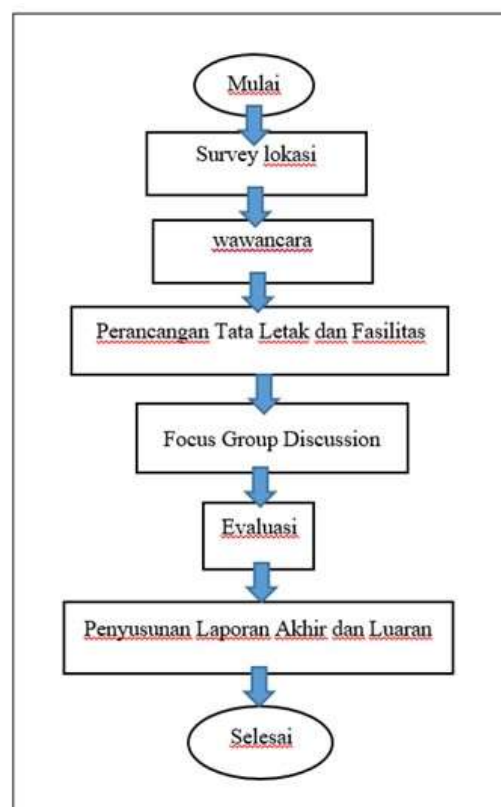 Mulai
Survey lokasi
wawancara
Perancangan Tata Letak dan Fasilitas
Focus Group Discussion
Evaluasi
Penyusunan Laporan Akhir dan Luaran
Selesai